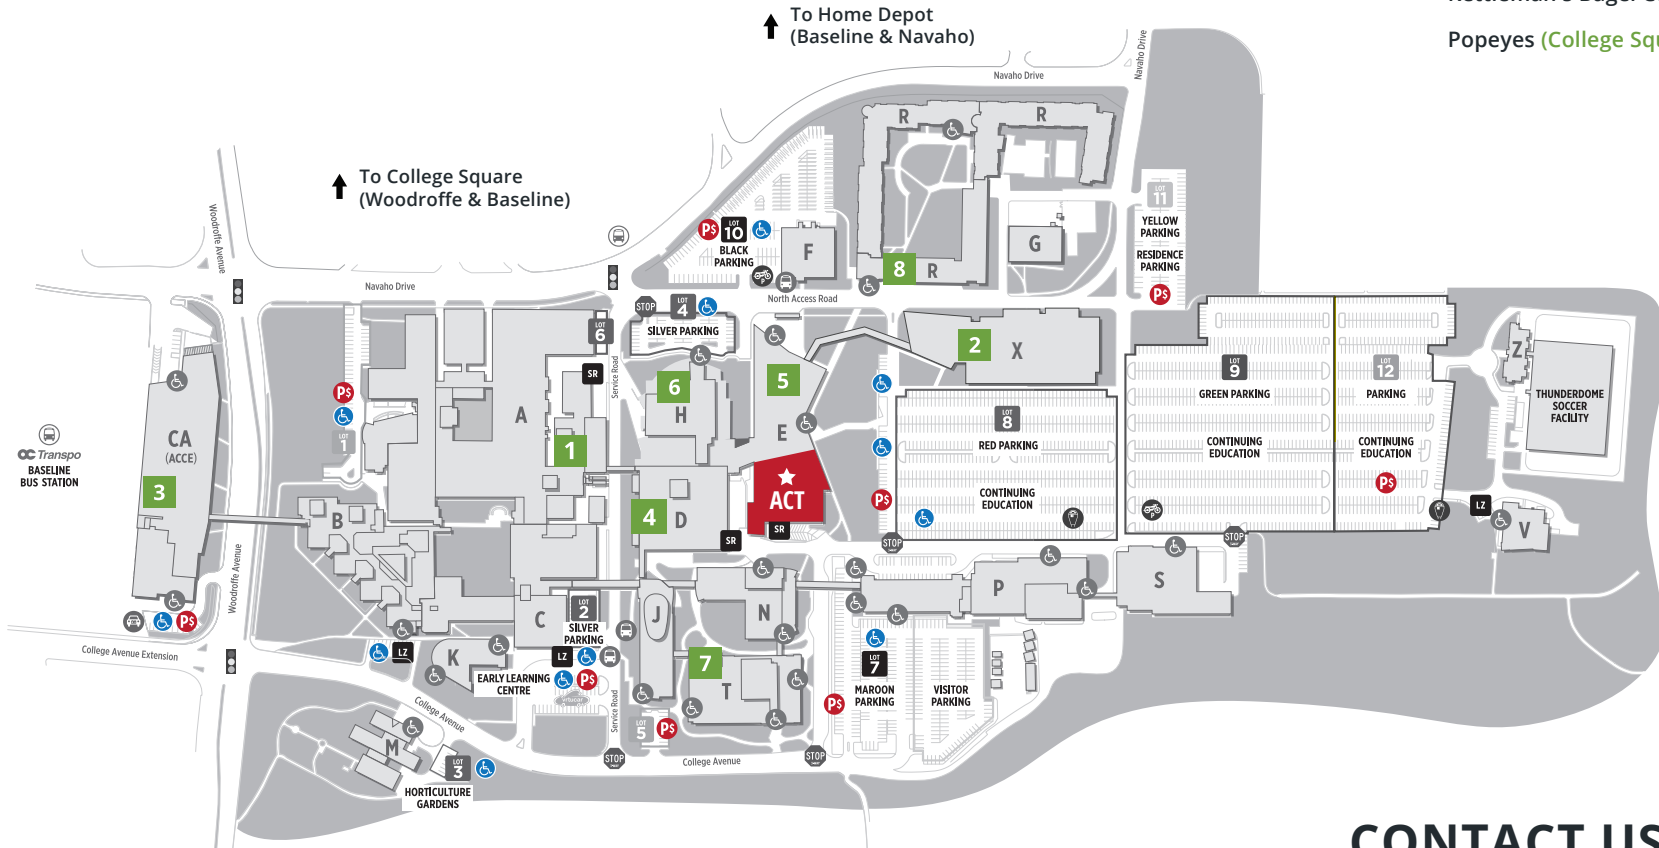 To Home Depot
(Baseline & Navaho)
Popeyes (College Squ
Navaho Drive
Navaho Drive
To College Square
(Woodroffe & Baseline)
R
R
LOT
11
YELLOW
PARKING
RESIDENCE
PARKING
P$
Woodroffe Avenue
P$
LOT
10
BLACK
PARKING
F
G
8
R
P
North Access Road
Navaho Drive
STOP
LOT
4
SILVER PARKING
LOT
6
SR
Service Road
2
X
Z
THUNDERDOME
SOCCER
FACILITY
LOT
9
GREEN PARKING
CONTINUING
EDUCATION
P
LOT
12
PARKING
CONTINUING
EDUCATION
P$
6
H
5
E
P$
LOT
1
A
1
LOT
8
RED PARKING
CONTINUING
EDUCATION
P$
OC Transpo
BASELINE
BUS STATION
CA
(ACCE)
3
ACT
SR
SR
4
D
B
STOP
STOP
LZ
V
Woodroffe Avenue
P$
College Avenue Extension
C
LOT
2
SILVER
PARKING
LZ
J
N
P
S
K
LZ
EARLY LEARNING
CENTRE
P$
7
T
LOT
7
MAROON
PARKING
P$
VISITOR
PARKING
College Avenue
Service Road
LOT
5
P$
M
LOT
3
HORTICULTURE
GARDENS
STOP
College Avenue
STOP
CONTACT US